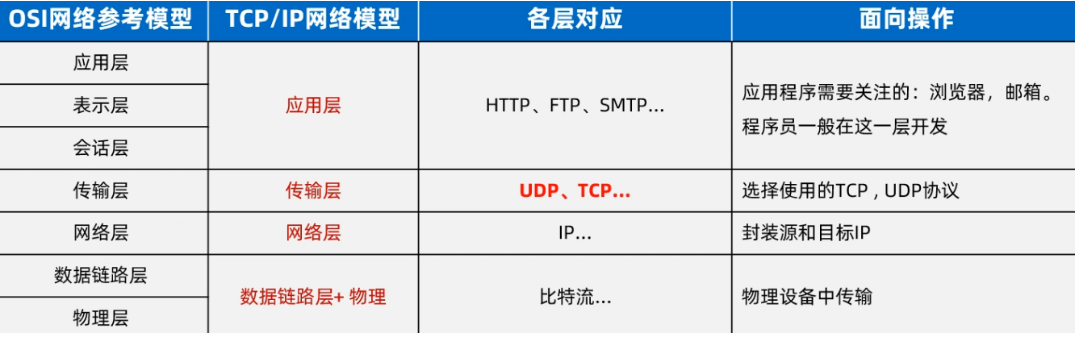 OSI网络参考模型 TCP/IP网络模型 各层对应 面向操作
应用层
表示层 应用层 HTTP、FTP、SMTP... 应用程序需要关注的：浏览器，邮箱。
程序员一般在这一层开发
会话层
传输层 传输层 UDP、TCP... 选择使用的TCP , UDP协议
网络层 网络层 IP... 封装源和目标IP
数据链路层
数据链路层+ 物理 比特流... 物理设备中传输
物理层